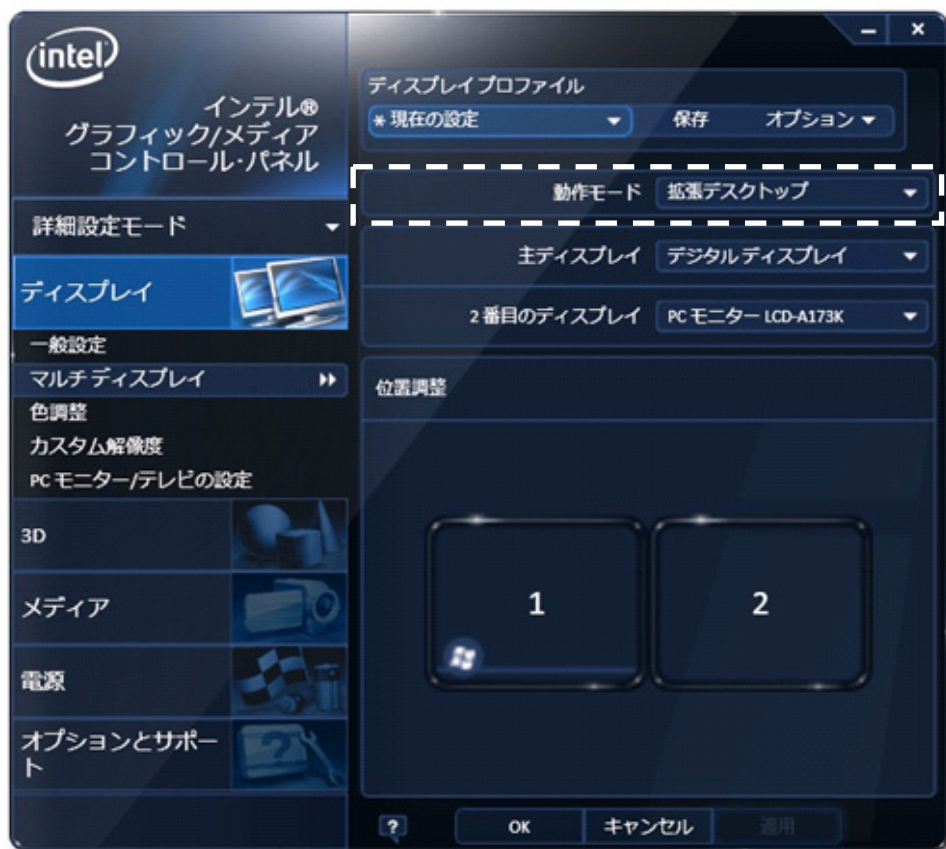 intel
インテル®
グラフィック/メディア
コントロール・パネル
詳細設定モード
ディスプレイ
一般設定
マルチディスプレイ
色調整
カスタム解像度
PC モニター/テレビの設定
3D
メディア
電源
オプションとサポー
ト
ディスプレイ プロファイル
* 現在の設定 保存 オプション
動作モード 拡張デスクトップ
主ディスプレイ デジタル ディスプレイ
2 番目のディスプレイ PC モニター LCD-A173K
位置調整
1 2
? OK キャンセル 適用